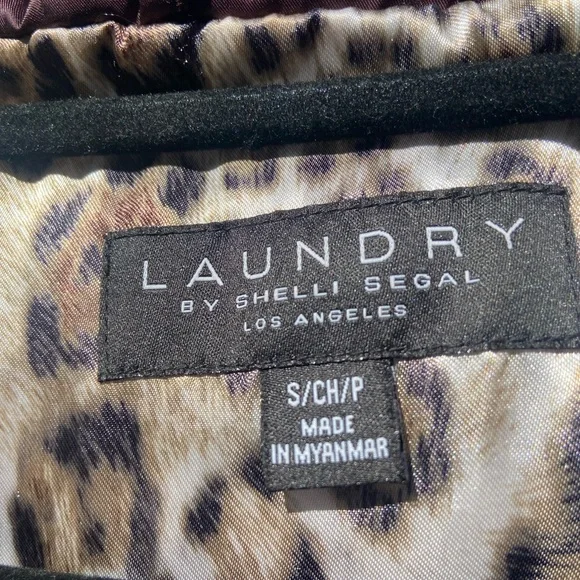 LAUNDRY
BY SHELLI SEGAL
LOS ANGELES
S/CH/P
MADE
IN MYANMAR